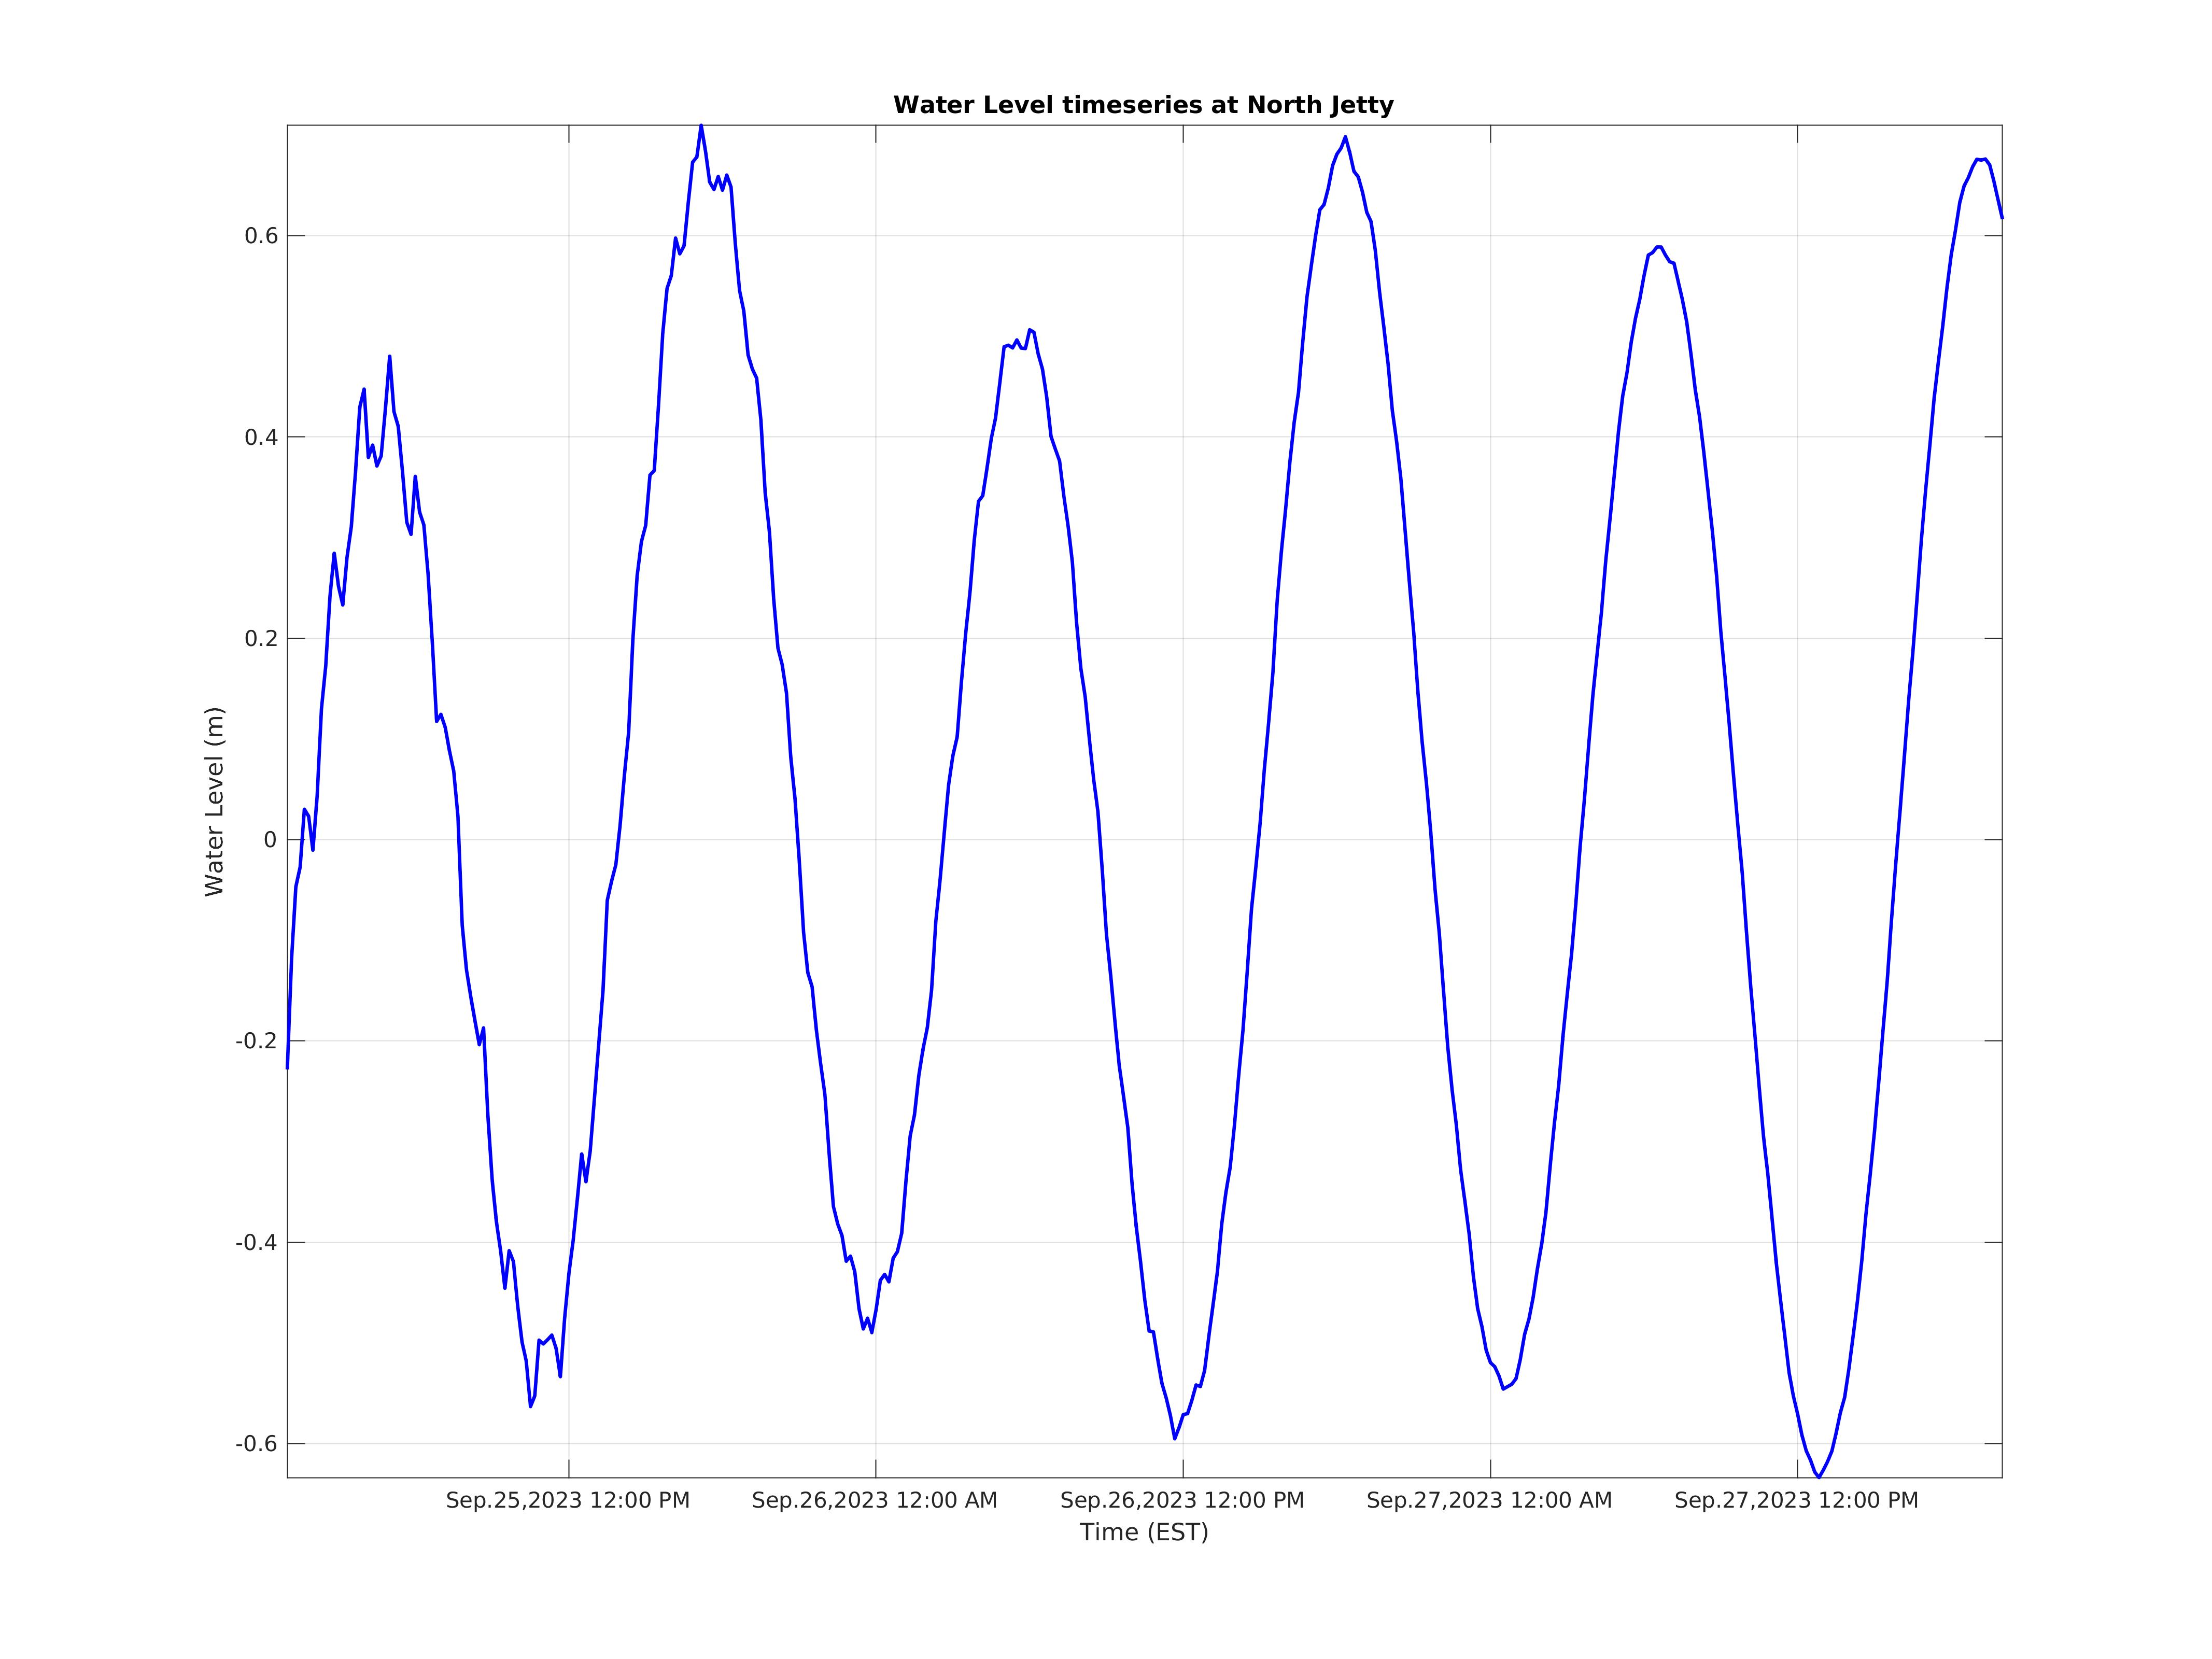 Water Level timeseries at North Jetty
0.6
0.4
0.2
0
-0.2
-0.4
-0.6
Water Level (m)
Sep.25,2023 12:00 PM
Sep.26,2023 12:00 AM
Sep.26,2023 12:00 PM
Sep.27,2023 12:00 AM
Sep.27,2023 12:00 PM
Time (EST)